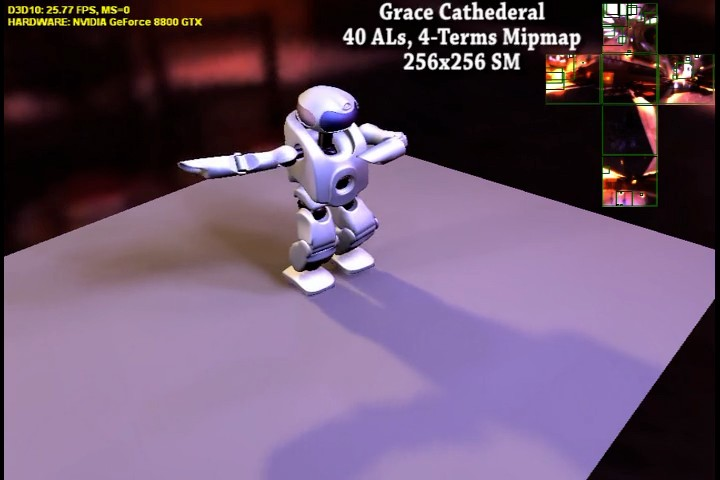 D3D10: 25.77 FPS, MS=0
HARDWARE: NVIDIA GeForce 8800 GTX
Grace Cathederal
40 ALs, 4-Terms Mipmap
256x256 SM